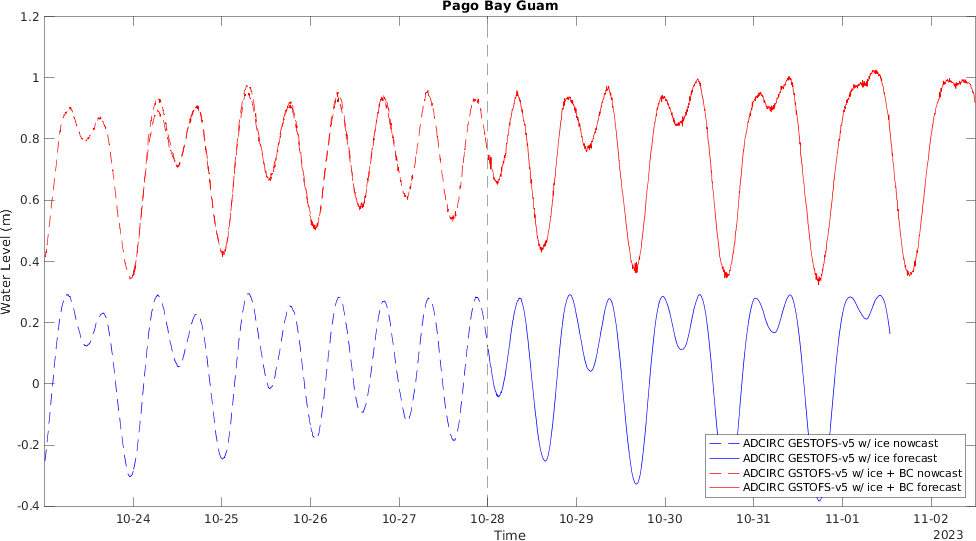 Pago Bay Guam
1.2
1
0.8
0.6
0.4
0.2
0
-0.2
-0.4
Water Level (m)
ADCIRC GESTOFS-v5 w/ ice nowcast
ADCIRC GESTOFS-v5 w/ ice forecast
ADCIRC GSTOFS-v5 w/ ice + BC nowcast
ADCIRC GSTOFS-v5 w/ ice + BC forecast
10-24 10-25 10-26 10-27 10-28 10-29 10-30 10-31 11-01 11-02
Time 2023